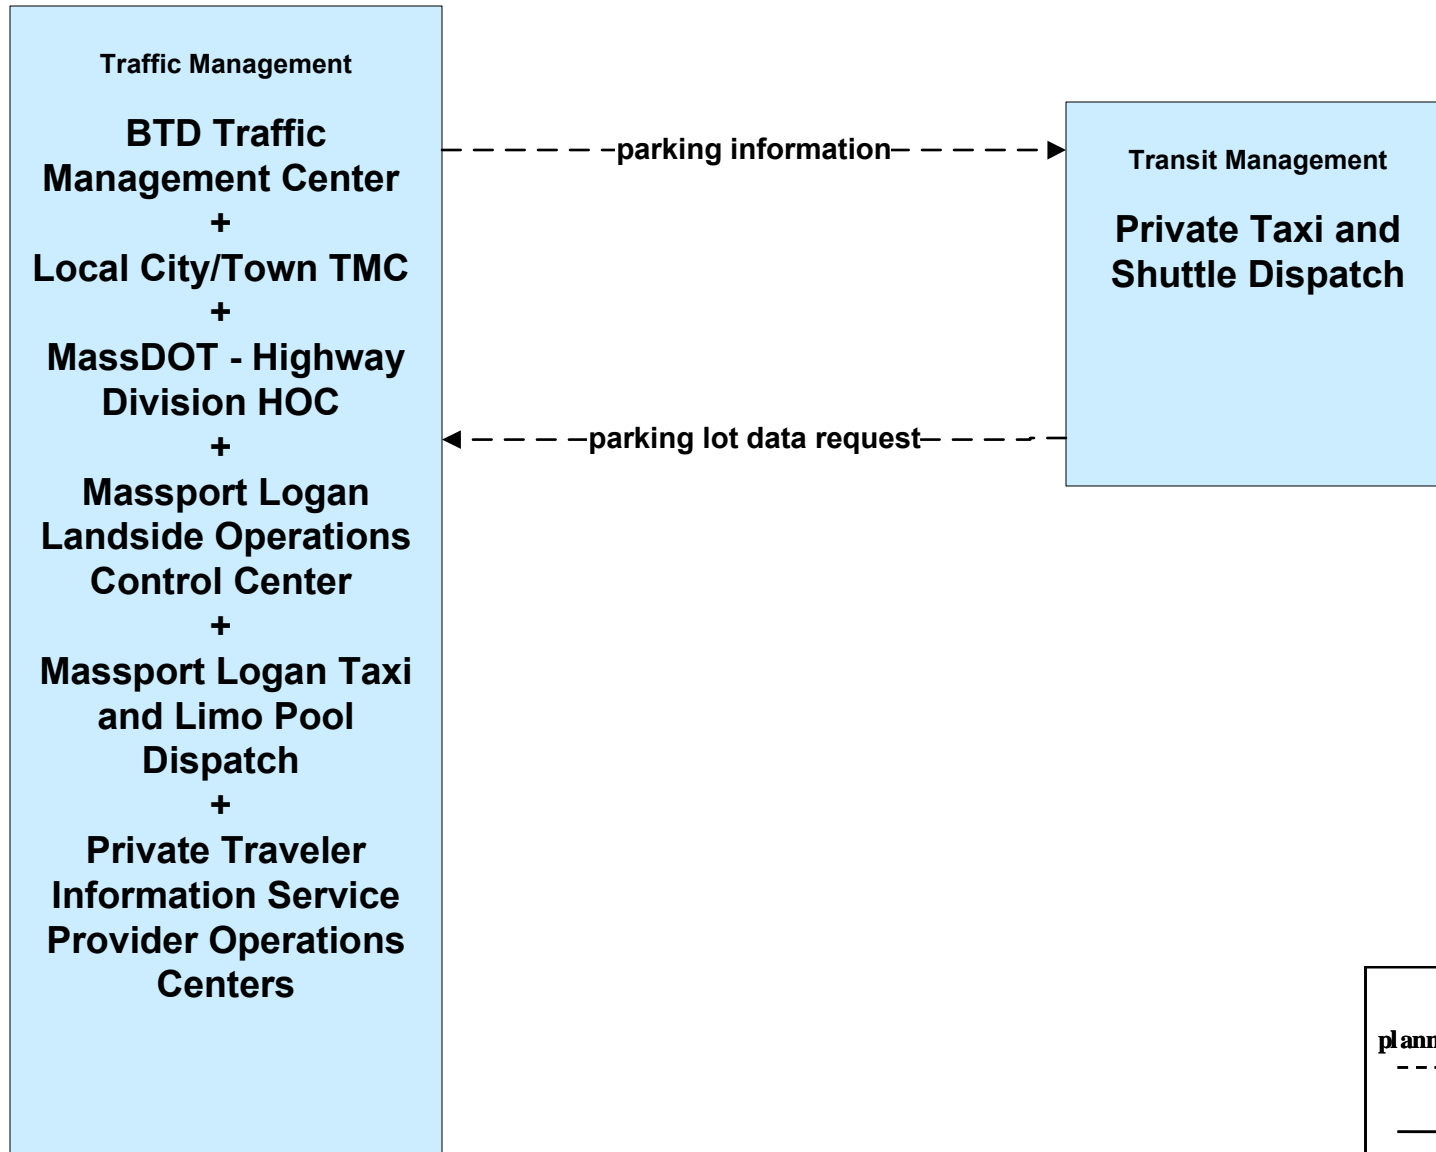 Traffic Management
BTD Traffic
Management Center
+
Local City/Town TMC
+
MassDOT - Highway
Division HOC
+
Massport Logan
Landside Operations
Control Center
+
Massport Logan Taxi
and Limo Pool
Dispatch
+
Private Traveler
Information Service
Provider Operations
Centers
parking information
parking lot data request
Transit Management
Private Taxi and
Shuttle Dispatch